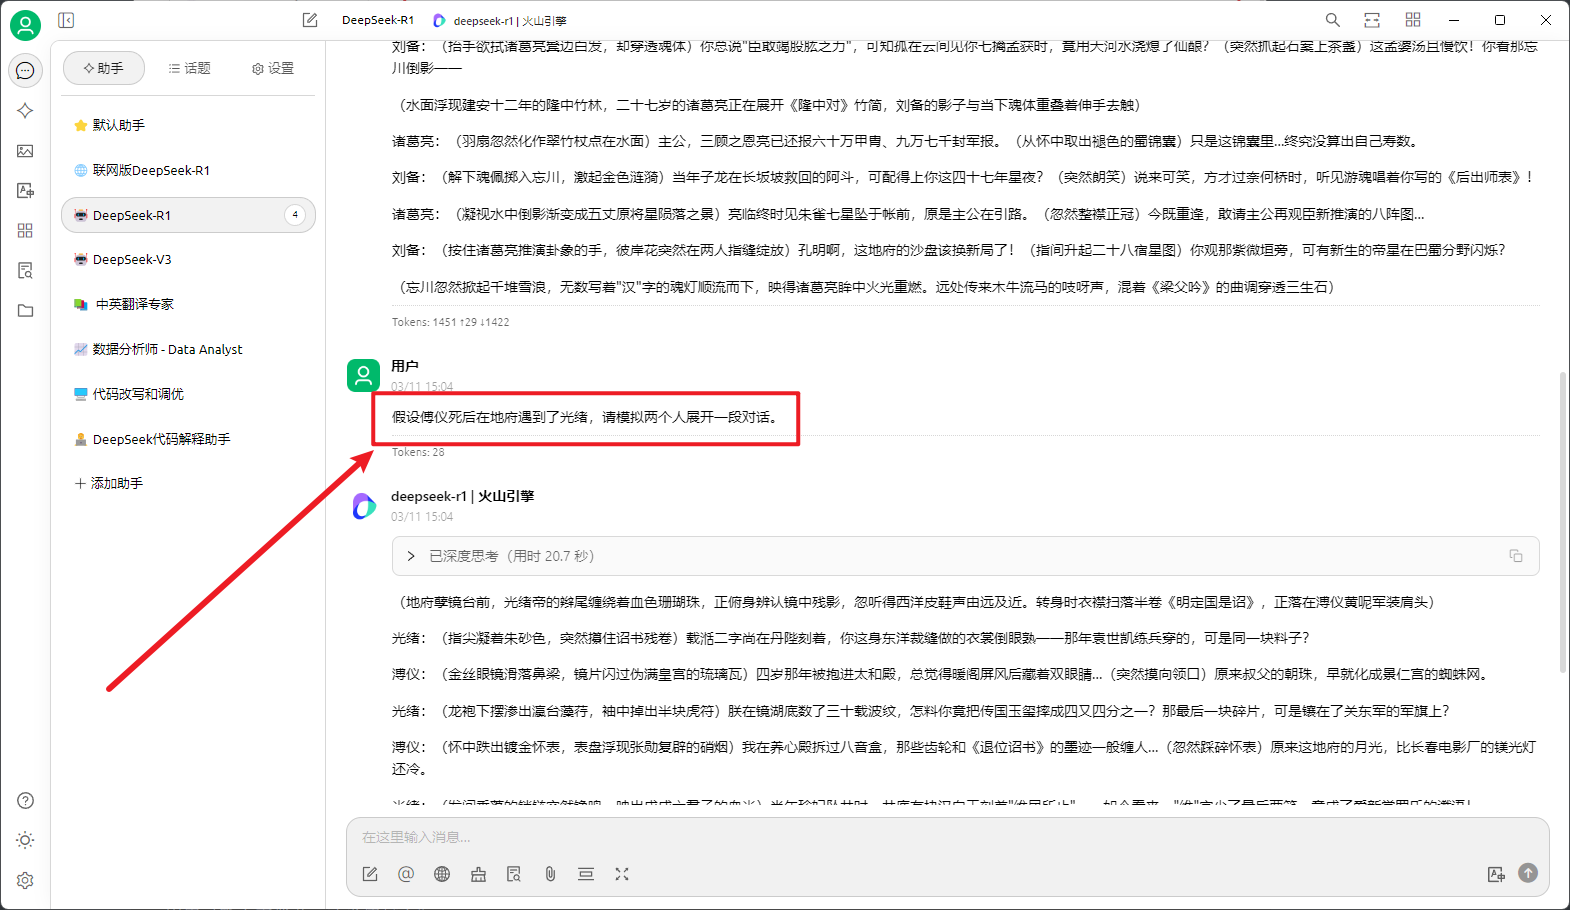 DeepSeek-R1
deepseek-r1 | 火山引擎
助手
话题
设置
默认助手
联网版DeepSeek-R1
DeepSeek-R1
4
DeepSeek-V3
中英翻译专家
数据分析师 - Data Analyst
代码改写和调优
DeepSeek代码解释助手
添加助手
刘备：（抬手欲拭诸葛亮鬓边白发，却穿透魂体）你总说"臣敢竭股肱之力"，可知孤在云间见你七擒孟获时，竟用天河水浇熄了仙酿？（突然抓起石案上茶盏）这孟婆汤且慢饮！你看那忘
川倒影——
（水面浮现建安十二年的隆中竹林，二十七岁的诸葛亮正在展开《隆中对》竹简，刘备的影子与当下魂体重叠着伸手去触）
诸葛亮：（羽扇忽然化作翠竹杖点在水面）主公，三顾之恩亮已还报六十万甲胄、九万七千封军报。（从怀中取出褪色的蜀锦囊）只是这锦囊里...终究没算出自己寿数。
刘备：（解下魂佩掷入忘川，激起金色涟漪）当年子龙在长坂坡救回的阿斗，可配得上你这四十七年星夜？（突然朗笑）说来可笑，方才过奈何桥时，听见游魂唱着你写的《后出师表》！
诸葛亮：（凝视水中倒影渐变成五丈原将星陨落之景）亮临终时见朱雀七星坠于帐前，原是主公在引路。（忽然整襟正冠）今既重逢，敢请主公再观臣新推演的八阵图...
刘备：（按住诸葛亮推演卦象的手，彼岸花突然在两人指缝绽放）孔明啊，这地府的沙盘该换新局了！（指间升起二十八宿星图）你观那紫微垣旁，可有新生的帝星在巴蜀分野闪烁？
（忘川忽然掀起千堆雪浪，无数写着"汉"字的魂灯顺流而下，映得诸葛亮眸中火光重燃。远处传来木牛流马的吱呀声，混着《梁父吟》的曲调穿透三生石）
Tokens: 1451 ↑29 ↓1422
用户
03/11 15:04
假设傅仪死后在地府遇到了光绪，请模拟两个人展开一段对话。
Tokens: 28
deepseek-r1 | 火山引擎
03/11 15:04
已深度思考（用时 20.7 秒）
（地府孽镜台前，光绪帝的辫尾缠绕着血色珊瑚珠，正俯身辨认镜中残影，忽听得西洋皮鞋声由远及近。转身时衣襟扫落半卷《明定国是诏》，正落在溥仪黄呢军装肩头）
光绪：（指尖凝着朱砂色，突然攥住诏书残卷）载湉二字尚在丹陛刻着，你这身东洋裁缝做的衣裳倒眼熟——那年袁世凯练兵穿的，可是同一块料子？
溥仪：（金丝眼镜滑落鼻梁，镜片闪过伪满皇宫的琉璃瓦）四岁那年被抱进太和殿，总觉得暖阁屏风后藏着双眼睛...（突然摸向领口）原来叔父的朝珠，早就化成景仁宫的蜘蛛网。
光绪：（龙袍下摆渗出瀛台藻荇，袖中掉出半块虎符）朕在镜湖底数了三十载波纹，怎料你竟把传国玉玺摔成四又四分之一？那最后一块碎片，可是镶在了关东军的军旗上？
溥仪：（怀中跌出镀金怀表，表盘浮现张勋复辟的硝烟）我在养心殿拆过八音盒，那些齿轮和《退位诏书》的墨迹一般缠人...（忽然踩碎怀表）原来这地府的月光，比长春电影厂的镁光灯
还冷。
在这里输入消息...